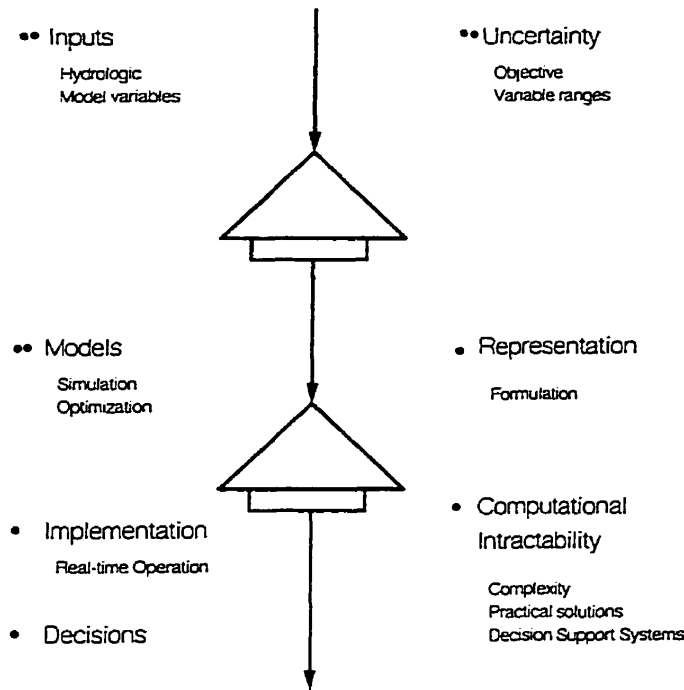 •• Inputs
Hydrologic
Model variables
•• Uncertainty
Objective
Variable ranges
•• Models
Simulation
Optimization
• Representation
Formulation
• Implementation
Real-time Operation
• Decisions
• Computational
Intractability
Complexity
Practical solutions
Decision Support Systems